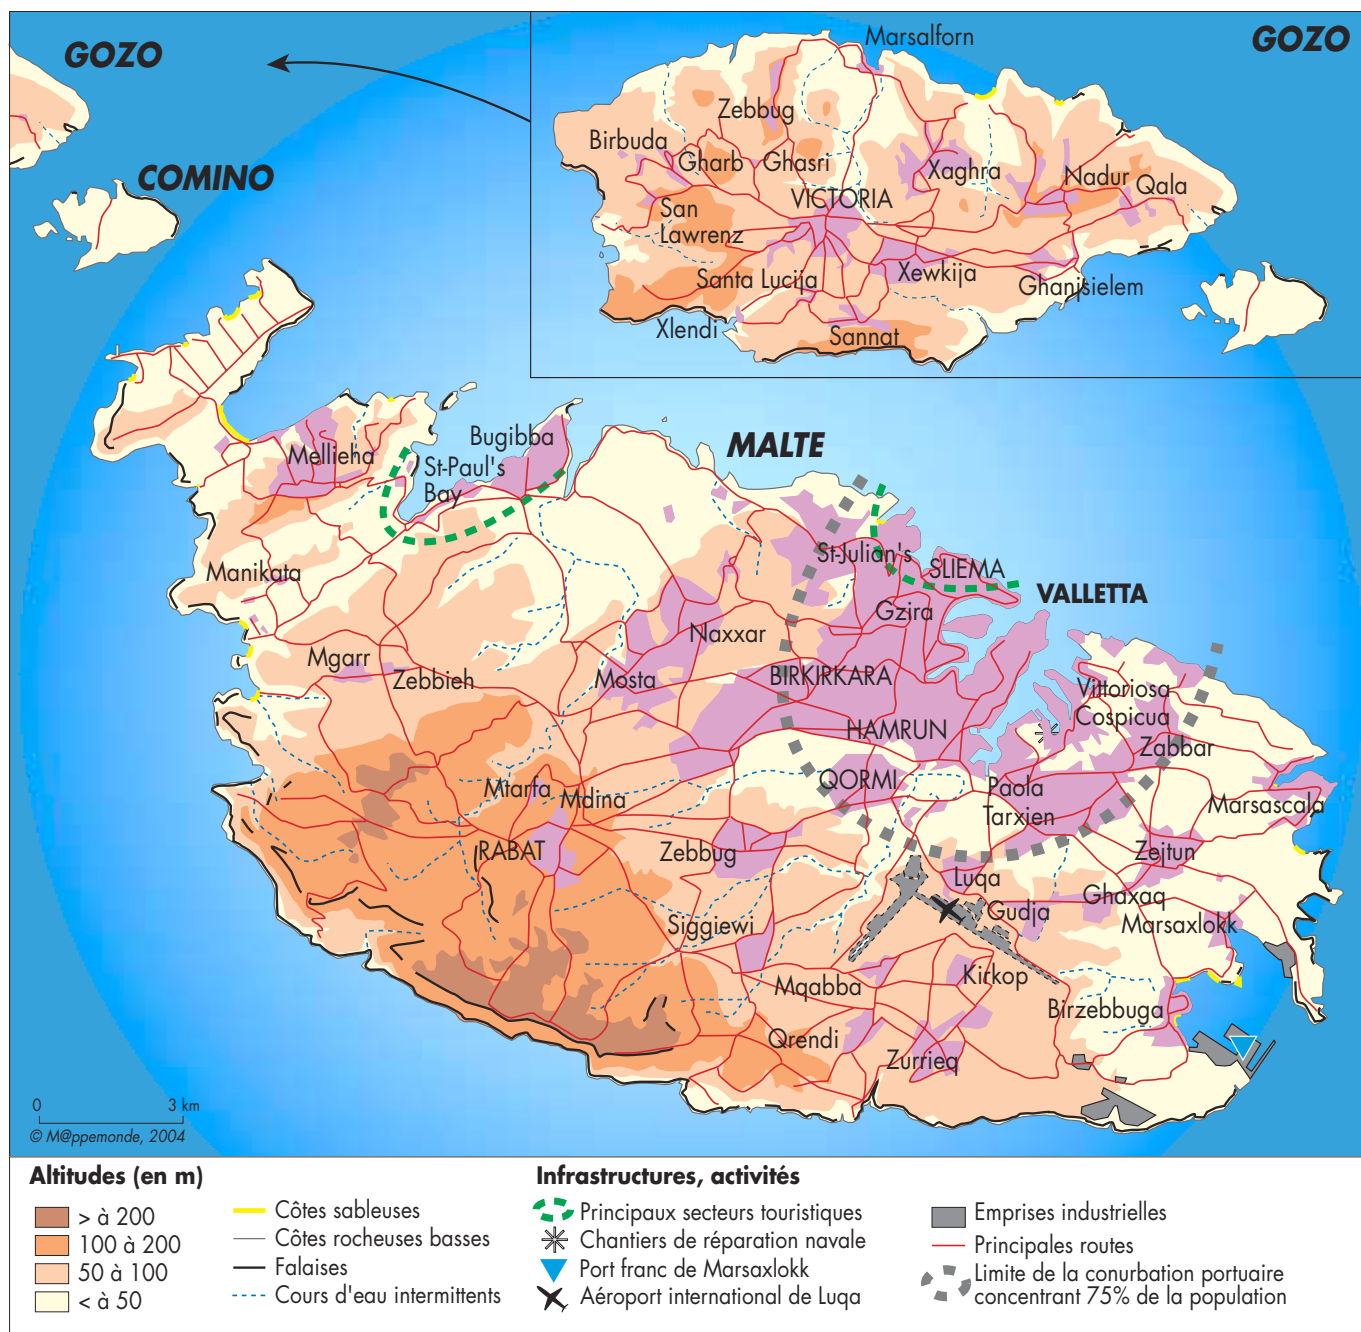 GOZO
COMINO
GOZO
Marsalforn
Zebbug
Birbuda
Gharb
Ghasri
Xaghra
Nadur
Qala
San
Lawrenz
VICTORIA
Santa Lucija
Xewkija
Ghanjsielem
Xlendi
Sannat
MALTE
Bugibba
Mellieha
St-Paul's
Bay
Manikata
St-Julian's
SLIEMA
VALLETTA
Gzira
Naxxar
Mgarr
Zebbieh
Mosta
BIRKIRKARA
Vittoriosa
Cospicua
HAMRUN
Zabbar
Mtarfa
Mdina
QORMI
Paola
Tarxien
Marsascala
RABAT
Zebbug
Zejtun
Luqa
Ghaxaq
Gudja
Siggiewi
Marsaxlokk
Mqabba
Kirkop
Birzebbuga
Qrendi
Zurrieq
0 3 km
© M@ppemonde, 2004
Altitudes (en m)
> à 200
100 à 200
50 à 100
< à 50
Côtes sableuses
Côtes rocheuses basses
Falaises
Cours d'eau intermittents
Infrastructures, activités
Principaux secteurs touristiques
Chantiers de réparation navale
Port franc de Marsaxlokk
Aéroport international de Luqa
Emprises industrielles
Principales routes
Limite de la conurbation portuaire
concentrant 75% de la population